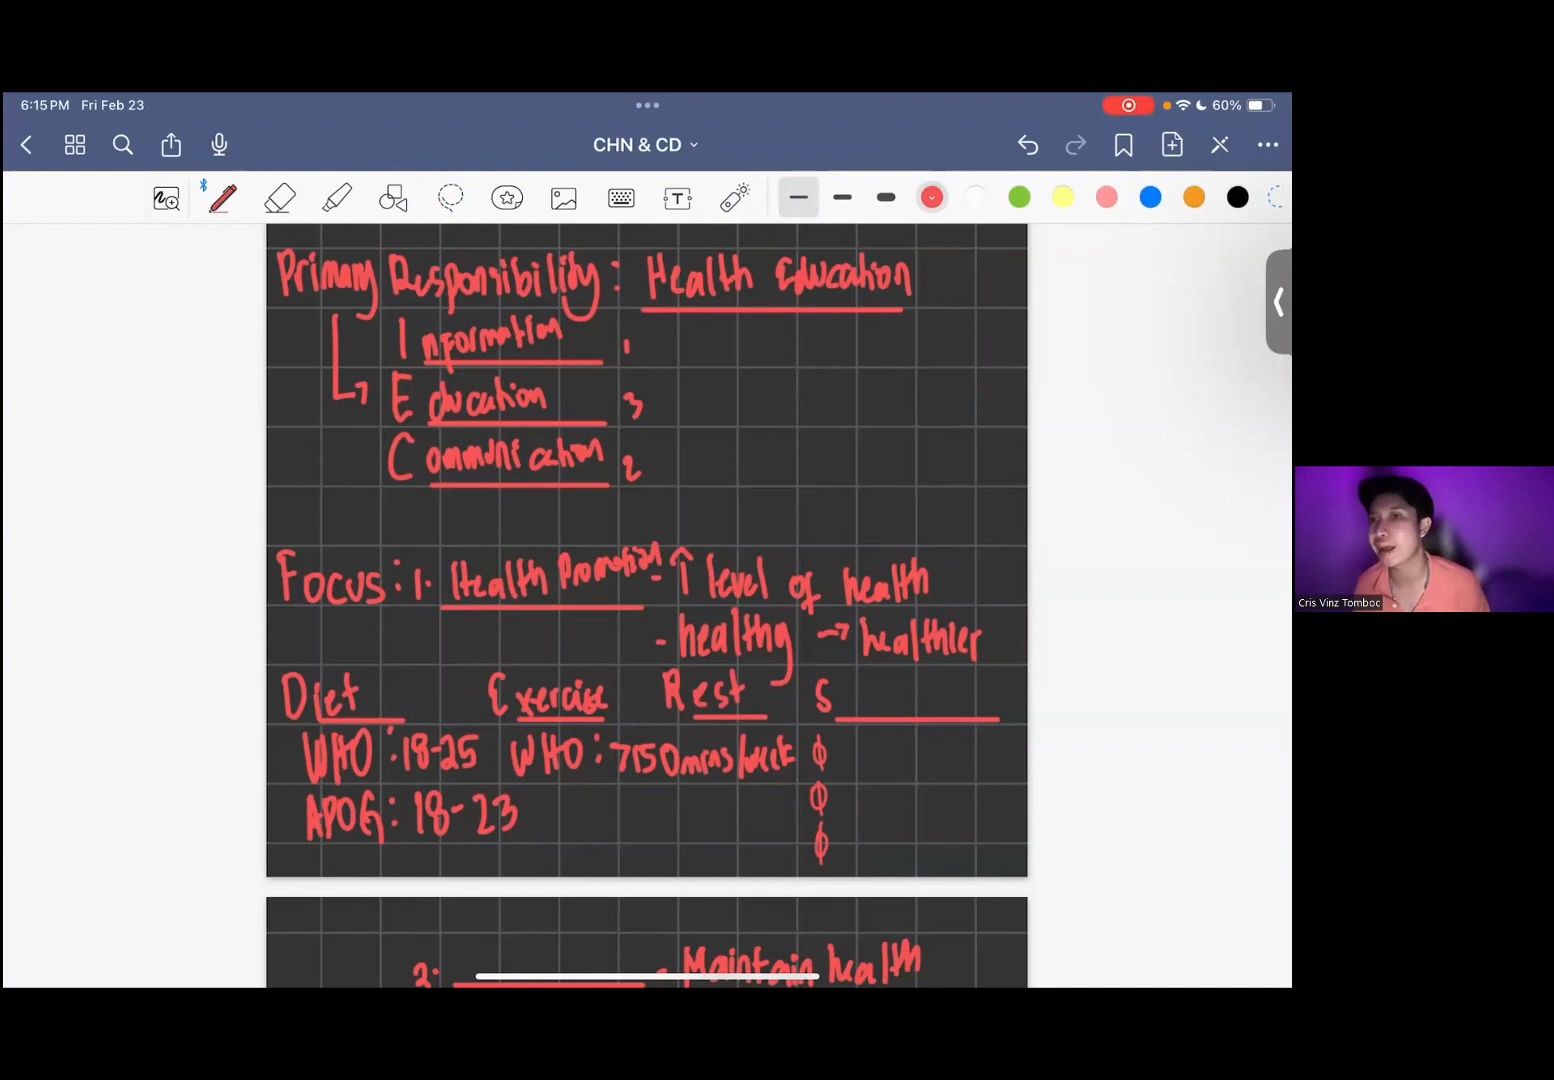 6:15 PM Fri Feb 23
60%
CHN & CD
Primary Responsibility: Health Education
Information 1
Education 3
Communication 2
Focus: 1. Health Promotion - ↑ level of health
- healthy → healthier
Diet Exercise Rest S
WHO: 18-25 WHO: 7150mins/week
APOG: 18-23
2. - Maintain health
Cris Vinz Tomboc